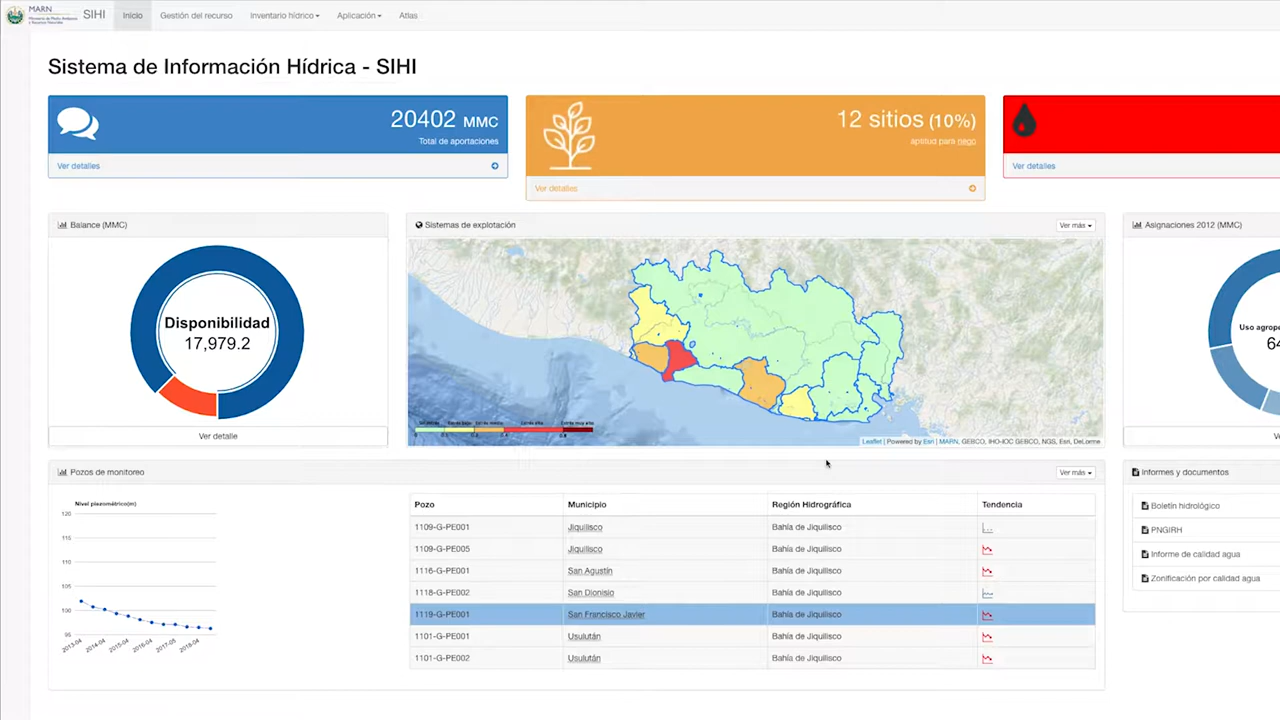 MARN
SIHI
Inicio
Gestión del recurso
Inventario hídrico
Aplicación
Atlas
Sistema de Información Hídrica - SIHI
20402 MMC
Total de aportaciones
Ver detalles
12 sitios (10%)
aptitud para riego
Ver detalles
Ver detalles
Balance (MMC)
Disponibilidad
17,979.2
Ver detalle
Sistemas de explotación
Ver más
Leaflet | Powered by Esri | MARN, GEBCO, IHO-IOC GEBCO, NGS, Esri, DeLorme
Asignaciones 2012 (MMC)
Uso agrope
64
Pozos de monitoreo
Ver más
Nivel piezométrico(m)
120
115
110
105
100
95
2013-04
2014-04
2015-04
2016-04
2017-05
2018-04
Pozo Municipio Región Hidrográfica Tendencia
1109-G-PE001 Jiquilisco Bahía de Jiquilisco
1109-G-PE005 Jiquilisco Bahía de Jiquilisco
1116-G-PE001 San Agustín Bahía de Jiquilisco
1118-G-PE002 San Dionisio Bahía de Jiquilisco
1119-G-PE001 San Francisco Javier Bahía de Jiquilisco
1101-G-PE001 Usulután Bahía de Jiquilisco
1101-G-PE002 Usulután Bahía de Jiquilisco
Informes y documentos
Boletín hidrológico
PNGIRH
Informe de calidad agua
Zonificación por calidad agua